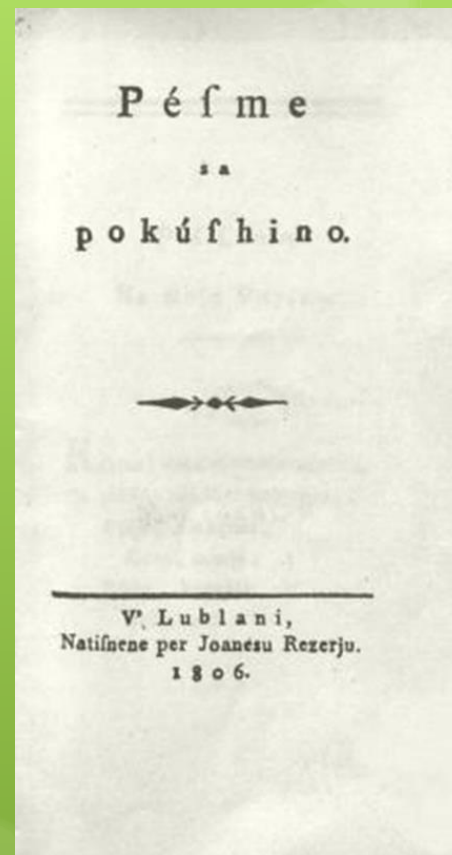 Péſme
sa
pokúſhino.
V' Lublani,
Natiſnene per Joanesu Rezerju.
1806.